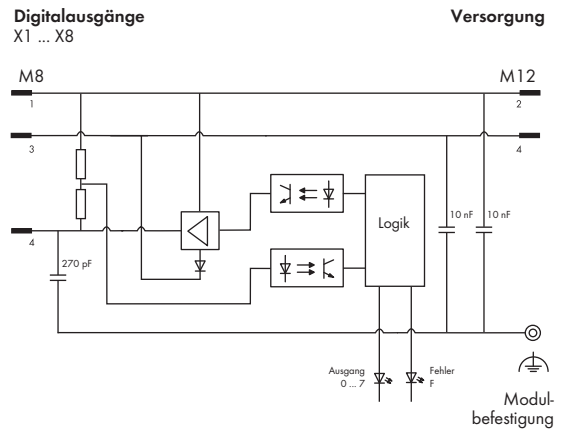 Digitalausgänge
X1 ... X8
Versorgung
M8
M12
1
2
3
4
Logik
10 nF
10 nF
4
270 pF
Ausgang
0 ... 7
Fehler
F
Modul-
befestigung